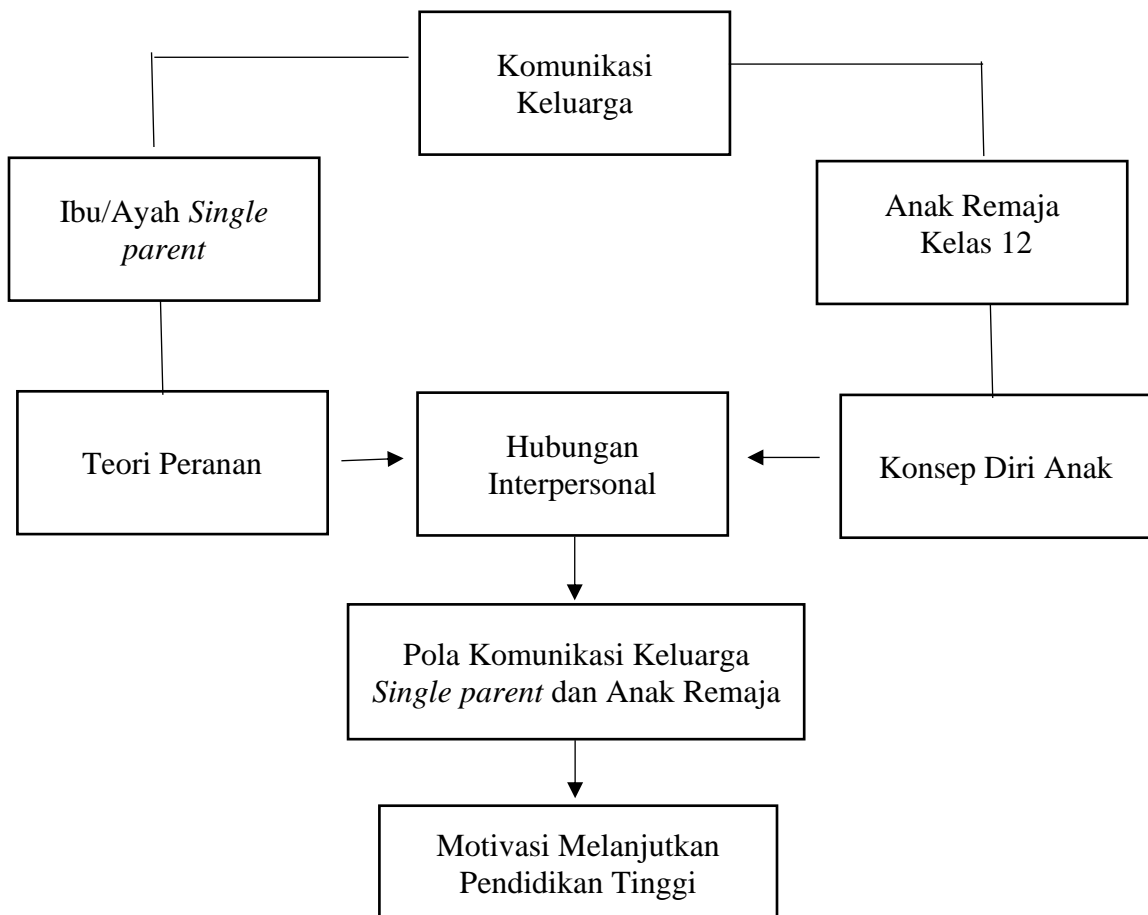 Komunikasi
Keluarga
Ibu/Ayah Single
parent
Anak Remaja
Kelas 12
Teori Peranan
Hubungan
Interpersonal
Konsep Diri Anak
Pola Komunikasi Keluarga
Single parent dan Anak Remaja
Motivasi Melanjutkan
Pendidikan Tinggi